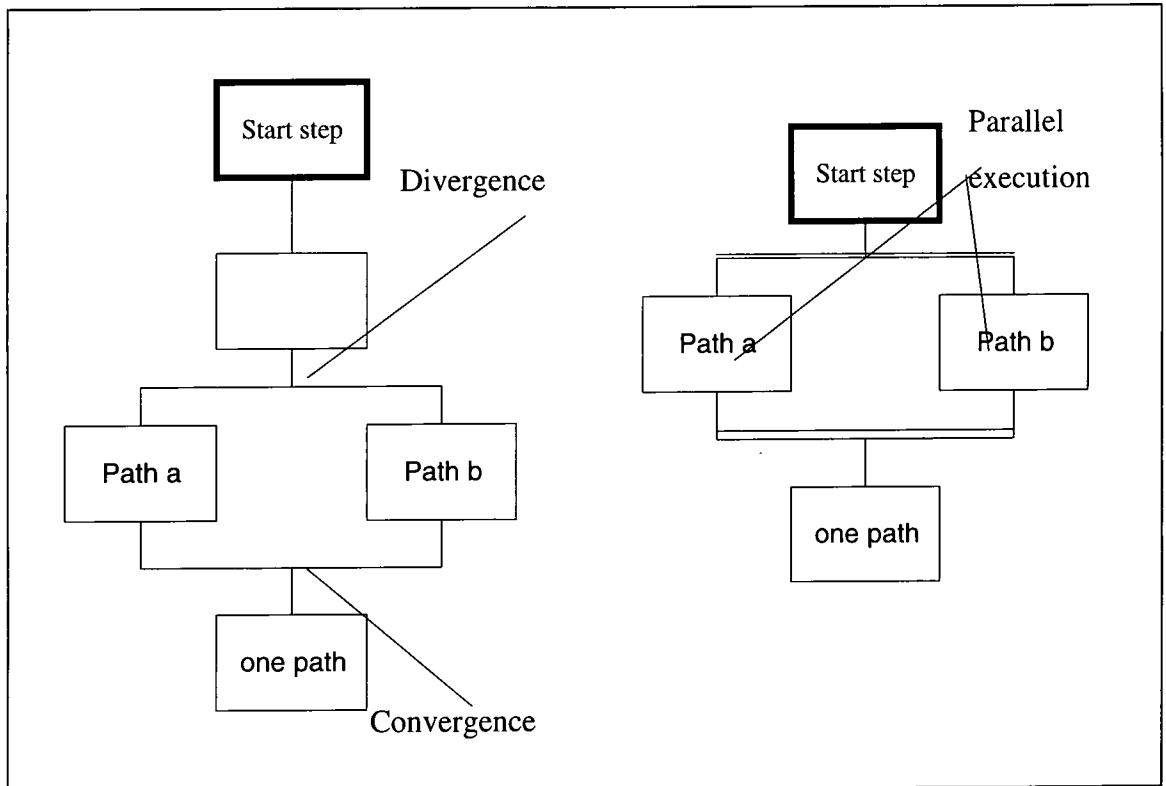 Start step
Divergence
Path a
Path b
one path
Convergence
Parallel
execution
Start step
Path a
Path b
one path